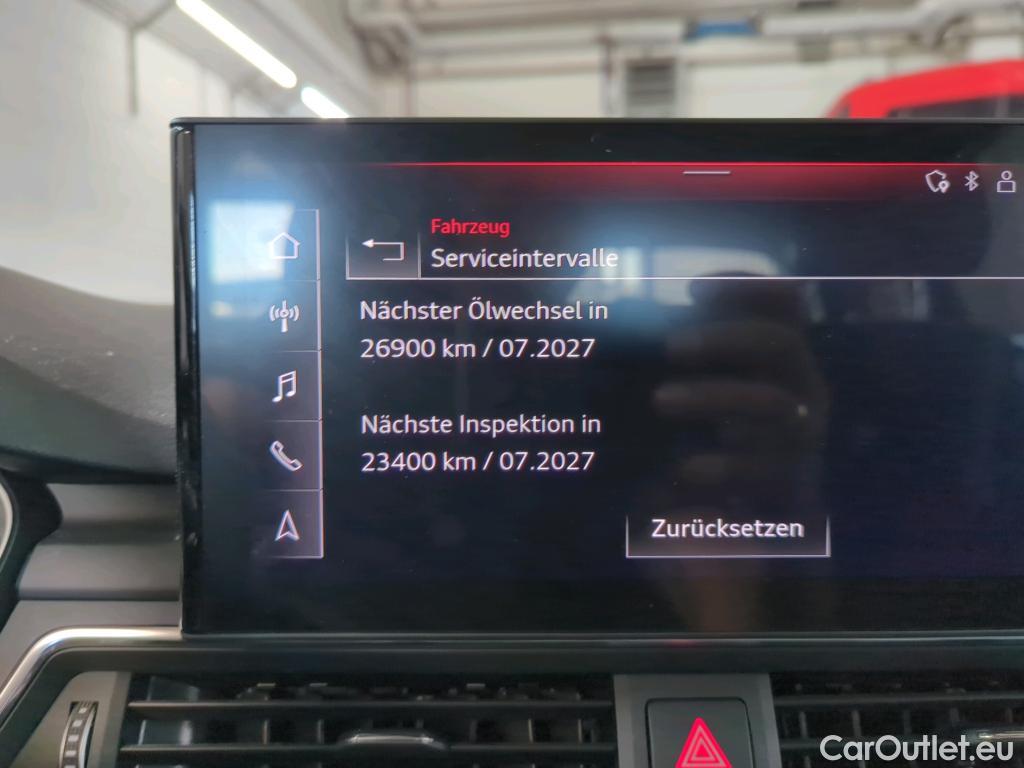 Fahrzeug
Serviceintervalle
Nächster Ölwechsel in
26900 km / 07.2027
Nächste Inspektion in
23400 km / 07.2027
Zurücksetzen
CarOutlet.eu